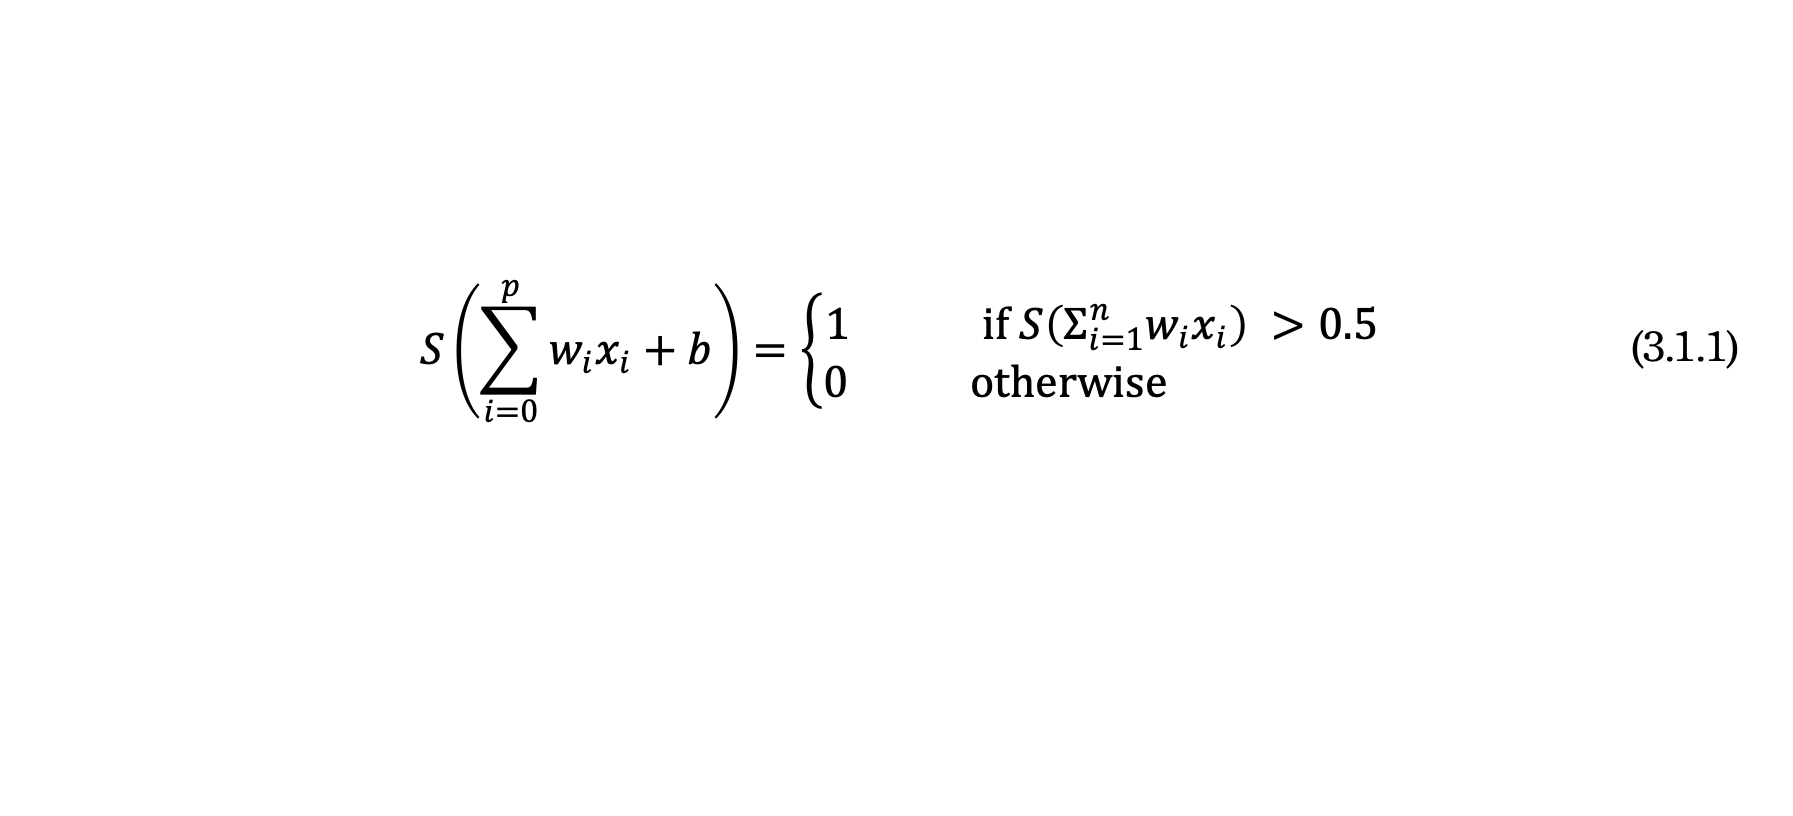 S(∑_{i=0}^{p} w_i x_i + b) = {1 if S(Σ_{i=1}^{n} w_i x_i) > 0.5 (3.1.1)
0 otherwise